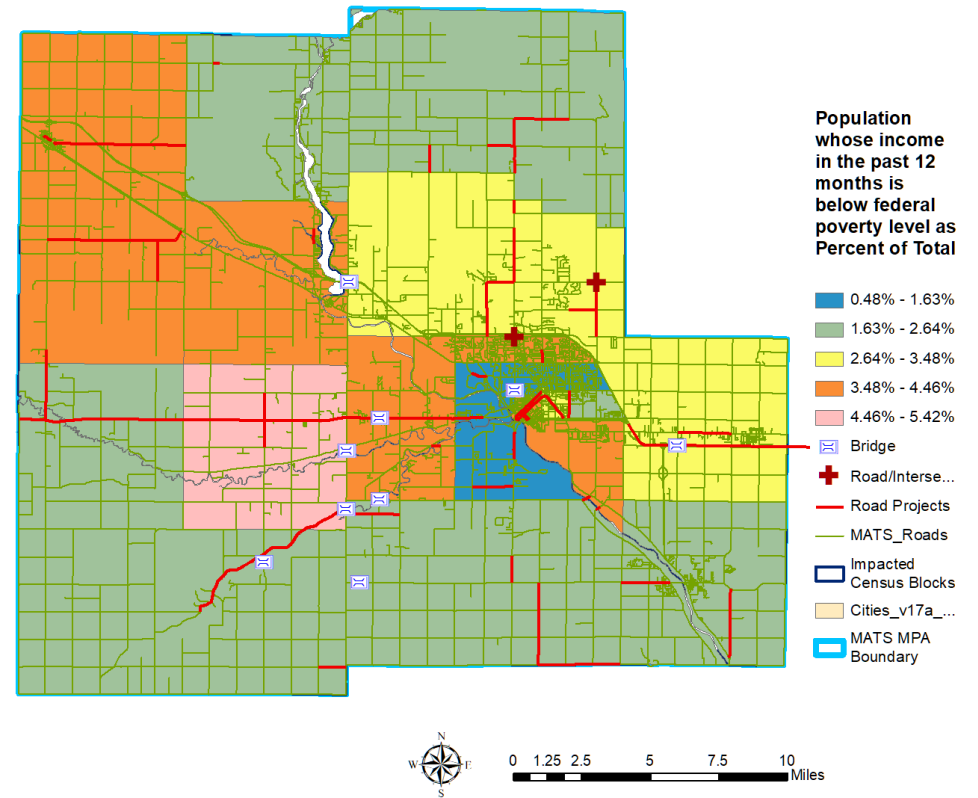 Population
whose income
in the past 12
months is
below federal
poverty level as
Percent of Total
0.48% - 1.63%
1.63% - 2.64%
2.64% - 3.48%
3.48% - 4.46%
4.46% - 5.42%
Bridge
Road/Interse...
Road Projects
MATS_Roads
Impacted
Census Blocks
Cities_v17a_...
MATS MPA
Boundary
N
W E
S
0 1.25 2.5 5 7.5 10
Miles